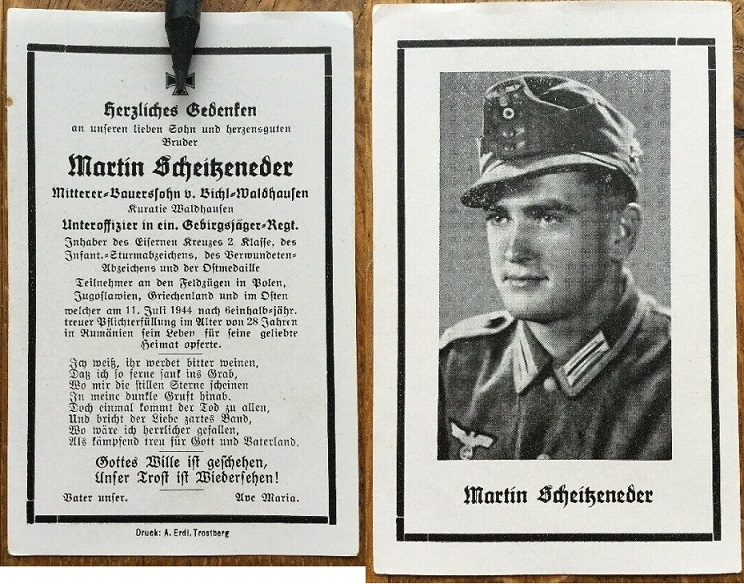 Herzliches Gedenken
an unseren lieben Sohn und herzensguten
Bruder
Martin Scheitzeneder
Mitterer-Bauerssohn v. Bichl-Waldhausen
Kuratie Waldhausen
Unteroffizier in ein. Gebirgsjäger-Regt.
Inhaber des Eisernen Kreuzes 2. Klasse, des
Infant.-Sturmabzeichens, des Verwundeten-
Abzeichens und der Ostmedaille
Teilnehmer an den Feldzügen in Polen,
Jugoslawien, Griechenland und im Osten
welcher am 11. Juli 1944 nach 6einhalbjähr.
treuer Pflichterfüllung im Alter von 28 Jahren
in Rumänien sein Leben für seine geliebte
Heimat opferte.
Ich weiß, ihr werdet bitter weinen,
Daß ich so ferne sank ins Grab,
Wo mir die stillen Sterne scheinen
In meine dunkle Gruft hinab.
Doch einmal kommt der Tod zu allen,
Und bricht der Liebe zartes Band,
Wo wäre ich herrlicher gefallen,
Als kämpfend treu für Gott und Vaterland.
Gottes Wille ist geschehen,
Unser Trost ist Wiedersehen!
Vater unser. Ave Maria.
Druck: A. Erdl, Trostberg
Martin Scheitzeneder